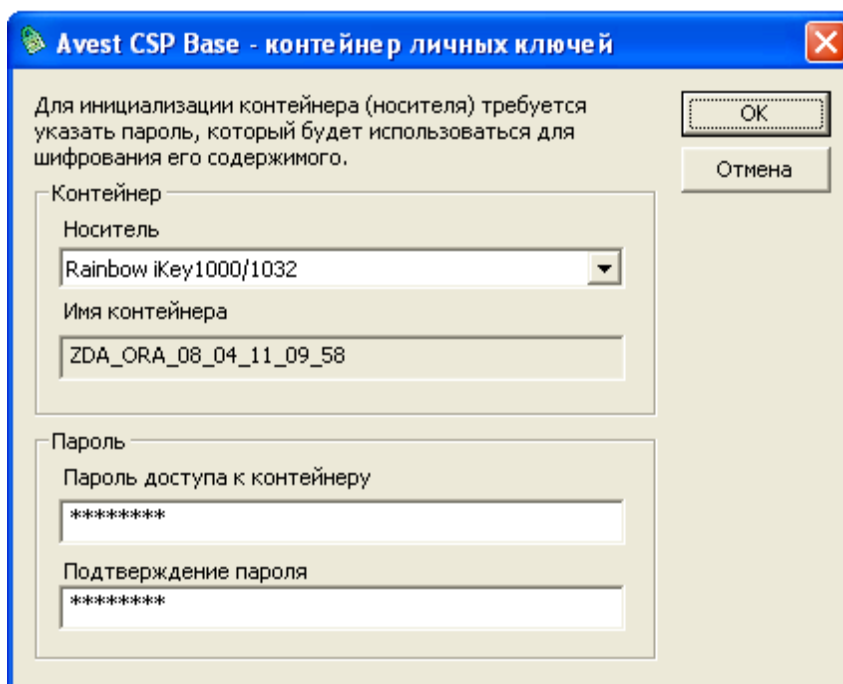 Avest CSP Base - контейнер личных ключей
Для инициализации контейнера (носителя) требуется
указать пароль, который будет использоваться для
шифрования его содержимого.
OK
Отмена
Контейнер
Носитель
Rainbow iKey1000/1032
Имя контейнера
ZDA_ORA_08_04_11_09_58
Пароль
Пароль доступа к контейнеру
********
Подтверждение пароля
********